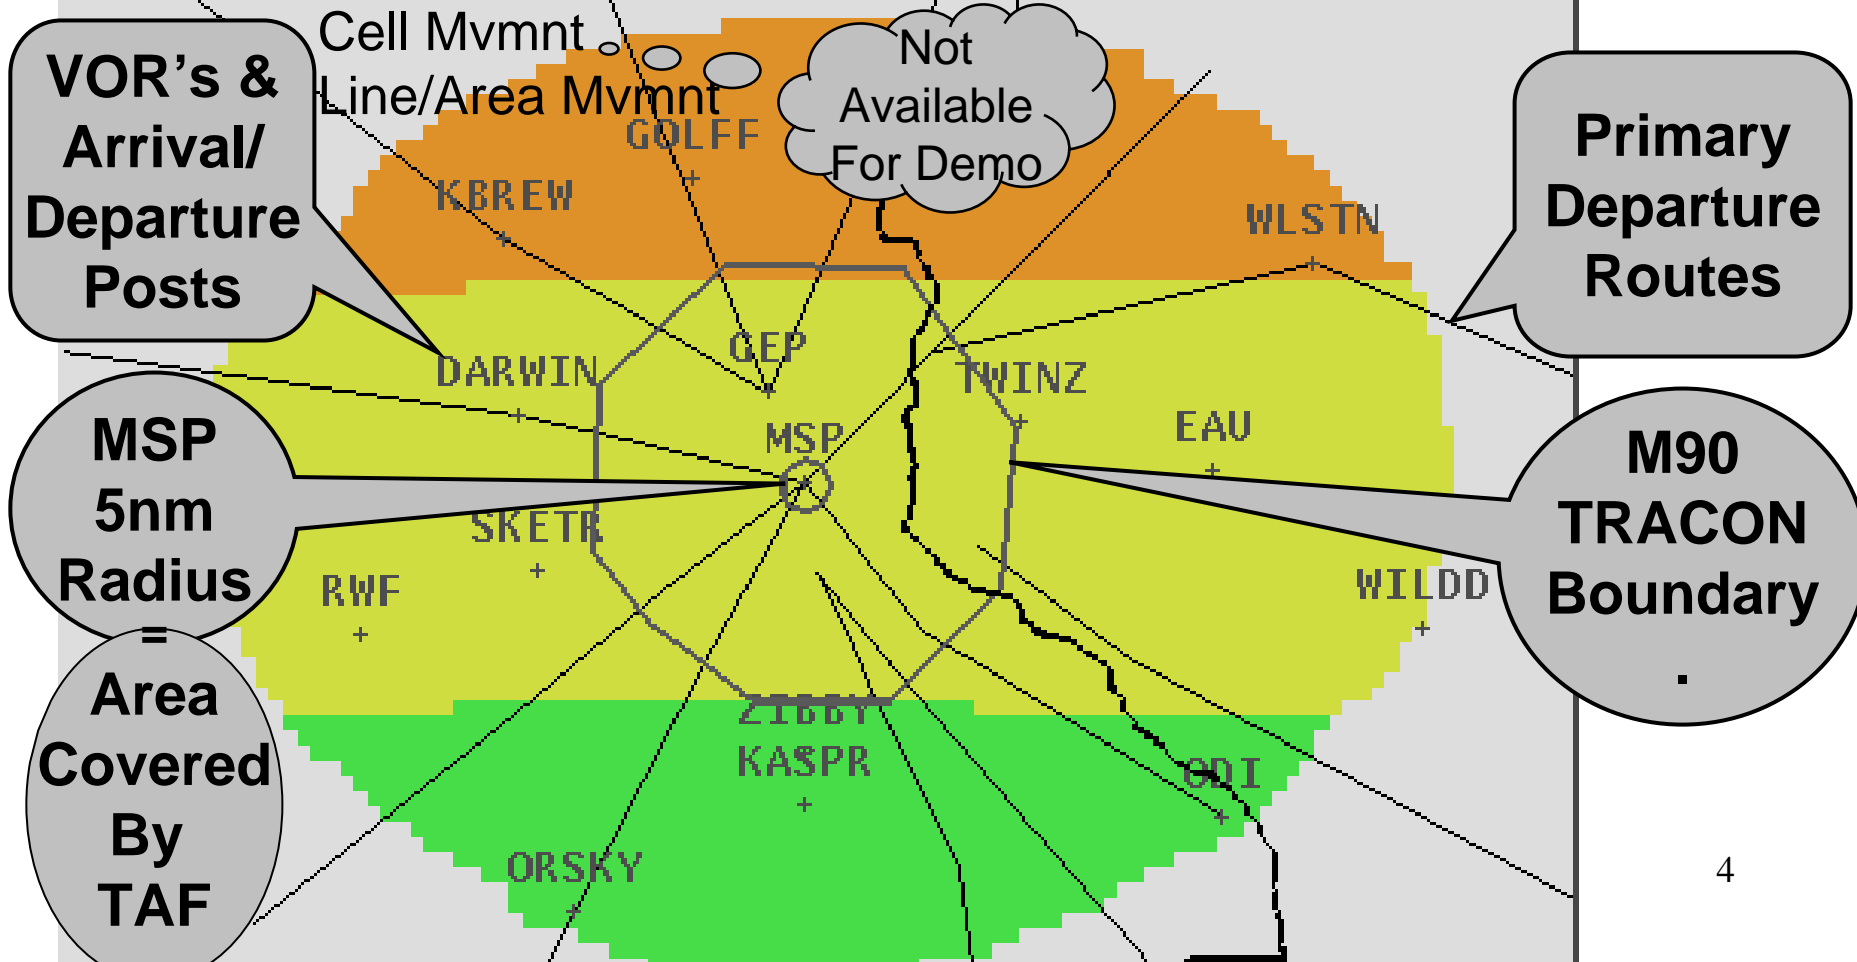 Cell Mvmnt
Line/Area Mvmnt
VOR's &
Arrival/
Departure
Posts
Not
Available
For Demo
Primary
Departure
Routes
GOLFF
KBREW
WLSTN
GEP
DARWIN
TWINZ
MSP
EAU
SKETR
RWF
WILDD
ZIBBY
KASPR
ODI
ORSKY
MSP
5nm
Radius
=
Area
Covered
By
TAF
M90
TRACON
Boundary
.
4